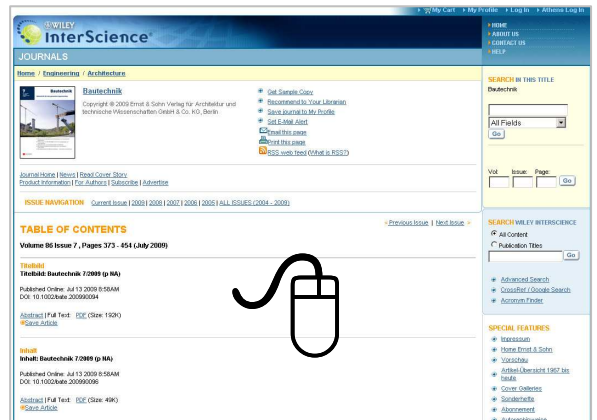 My Cart My Profile Log In Athens Log In
WILEY
InterScience
HOME
ABOUT US
CONTACT US
HELP
JOURNALS
Home / Engineering / Architecture
Bautechnik
Bautechnik
Copyright © 2009 Ernst & Sohn Verlag für Architektur und
technische Wissenschaften GmbH & Co. KG, Berlin
Get Sample Copy
Recommend to Your Librarian
Save journal to My Profile
Set E-Mail Alert
Email this page
Print this page
RSS web feed (What is RSS?)
Journal Home | News | Read Cover Story
Product Information | For Authors | Subscribe | Advertise
ISSUE NAVIGATION Current Issue | 2009 | 2008 | 2007 | 2006 | 2005 | ALL ISSUES (2004 - 2009)
< Previous Issue | Next Issue >
TABLE OF CONTENTS
Volume 86 Issue 7 , Pages 373 - 454 (July 2009)
Titelbild
Titelbild: Bautechnik 7/2009 (p NA)
Published Online: Jul 13 2009 8:58AM
DOI: 10.1002/bate.200990094
Abstract | Full Text: PDF (Size: 192K)
Save Article
Inhalt
Inhalt: Bautechnik 7/2009 (p NA)
Published Online: Jul 13 2009 8:58AM
DOI: 10.1002/bate.200990096
Abstract | Full Text: PDF (Size: 49K)
Save Article
SEARCH IN THIS TITLE
Bautechnik
All Fields
Go
Vol: Issue: Page:
Go
SEARCH WILEY INTERSCIENCE
All Content
Publication Titles
Go
Advanced Search
CrossRef / Google Search
Acronym Finder
SPECIAL FEATURES
Impressum
Home Ernst & Sohn
Vorschau
Artikel-Übersicht 1967 bis
heute
Cover Galleries
Sonderhefte
Abonnement